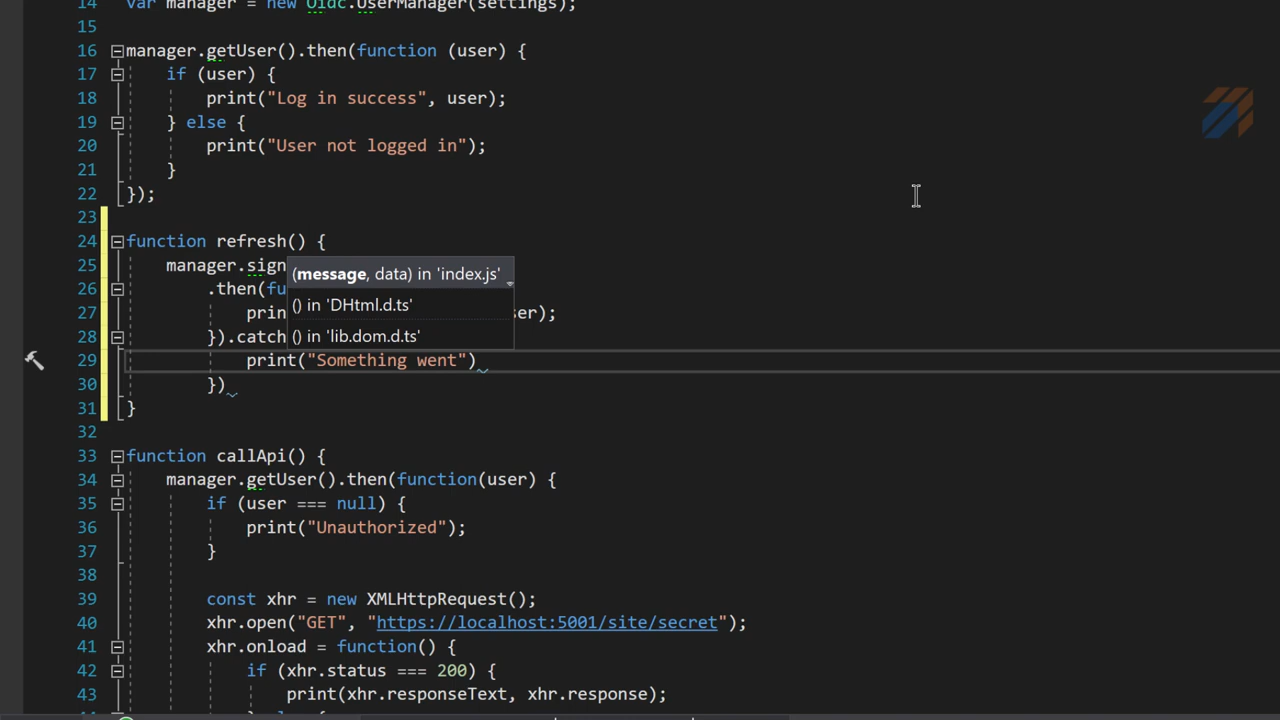 14 var manager = new Oidc.UserManager(settings);
15
16 manager.getUser().then(function (user) {
17 if (user) {
18 print("Log in success", user);
19 } else {
20 print("User not logged in");
21 }
22 });
23
24 function refresh() {
25 manager.sign
(message, data) in 'index.js'
26 .then(fu
27 prin ser);
() in 'DHtml.d.ts'
28 }).catch
() in 'lib.dom.d.ts'
29 print("Something went")
30 })
31 }
32
33 function callApi() {
34 manager.getUser().then(function(user) {
35 if (user === null) {
36 print("Unauthorized");
37 }
38
39 const xhr = new XMLHttpRequest();
40 xhr.open("GET", "https://localhost:5001/site/secret");
41 xhr.onload = function() {
42 if (xhr.status === 200) {
43 print(xhr.responseText, xhr.response);